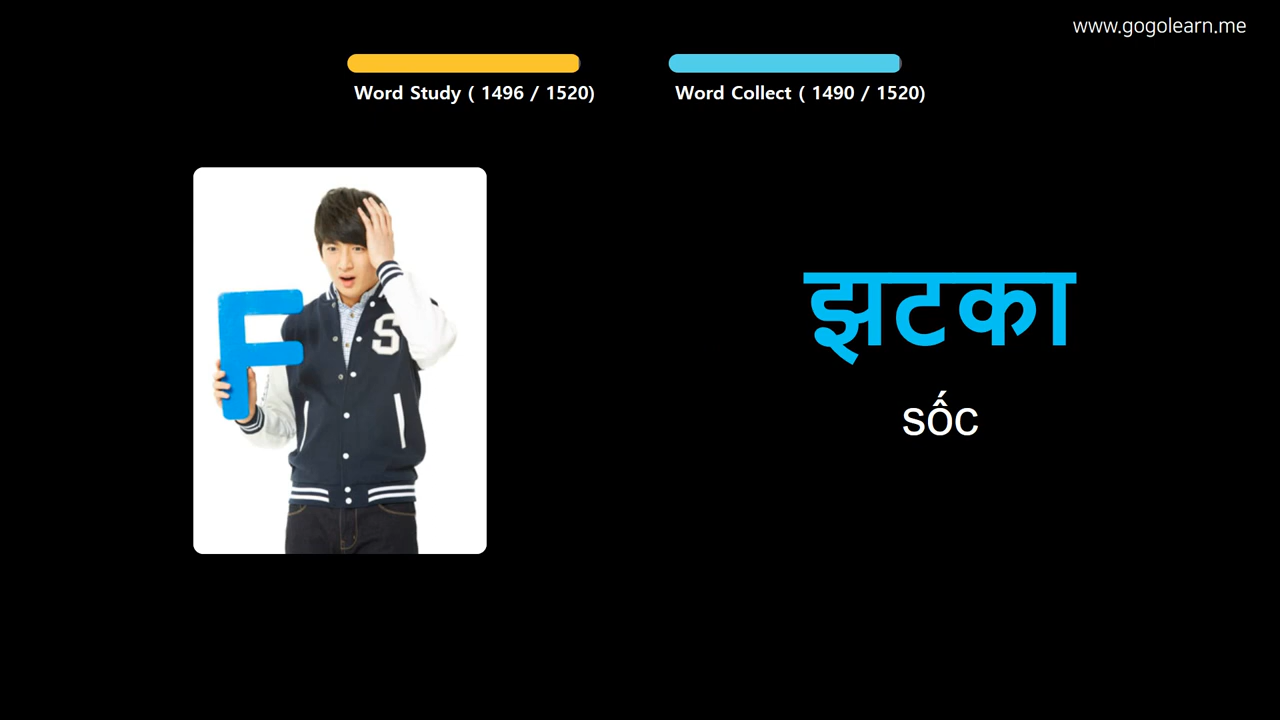 www.gogolearn.me
Word Study ( 1496 / 1520)
Word Collect ( 1490 / 1520)
F
S
झटका
sốc